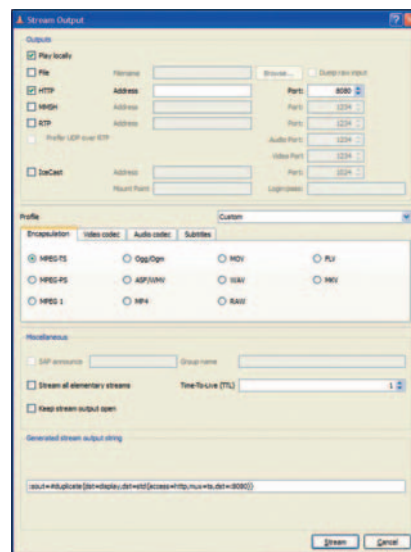 Stream Output
Outputs
Play locally
File Filename Browse... Dump raw input
HTTP Address Port: 8080
MMSH Address Port: 1234
RTP Address Port: 1234
Prefer UDP over RTP Audio Port: 1234
Video Port: 1234
IceCast Address Port: 1024
Mount Point Login:pass:
Profile Custom
Encapsulation Video codec Audio codec Subtitles
MPEG-TS Ogg/Ogm MOV FLV
MPEG-PS ASF/WMV WAV MKV
MPEG 1 MP4 RAW
Miscellaneous
SAP announce Group name
Stream all elementary streams Time-To-Live (TTL) 1
Keep stream output open
Generated stream output string
:sout=#duplicate{dst=display,dst=std{access=http,mux=ts,dst=:8080}}
Stream Cancel